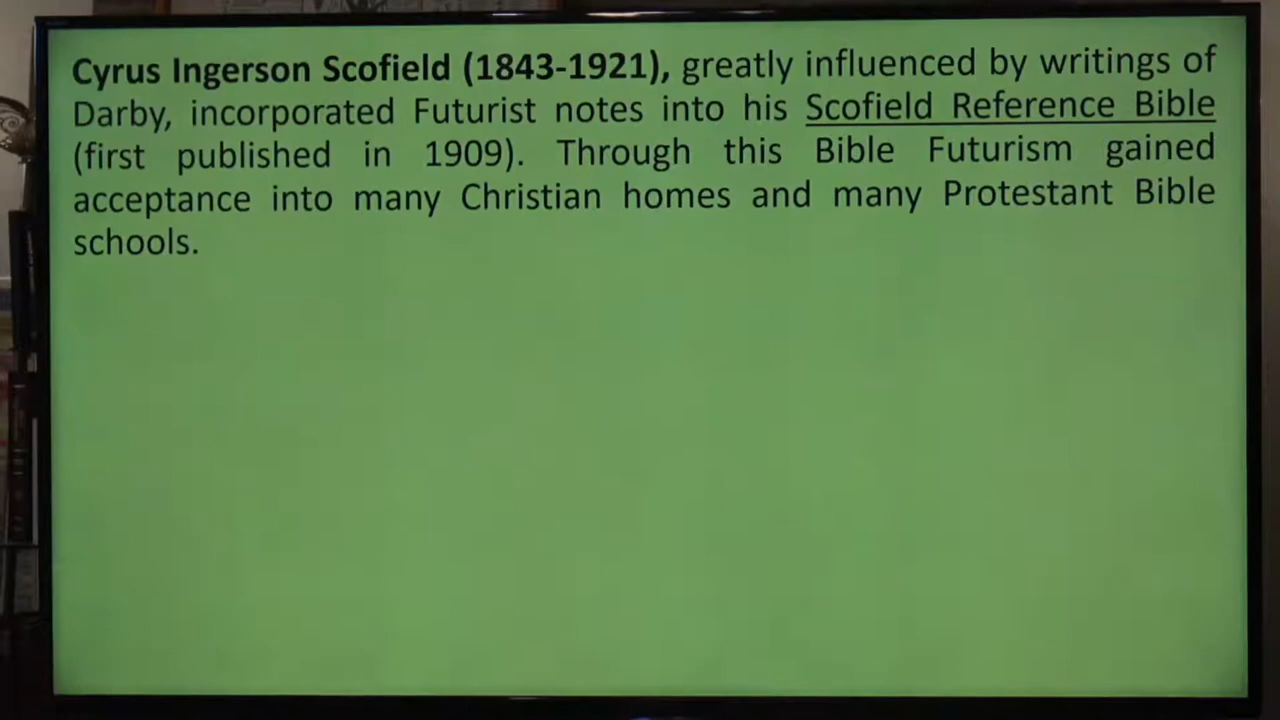 Cyrus Ingerson Scofield (1843-1921), greatly influenced by writings of
Darby, incorporated Futurist notes into his Scofield Reference Bible
(first published in 1909). Through this Bible Futurism gained
acceptance into many Christian homes and many Protestant Bible
schools.